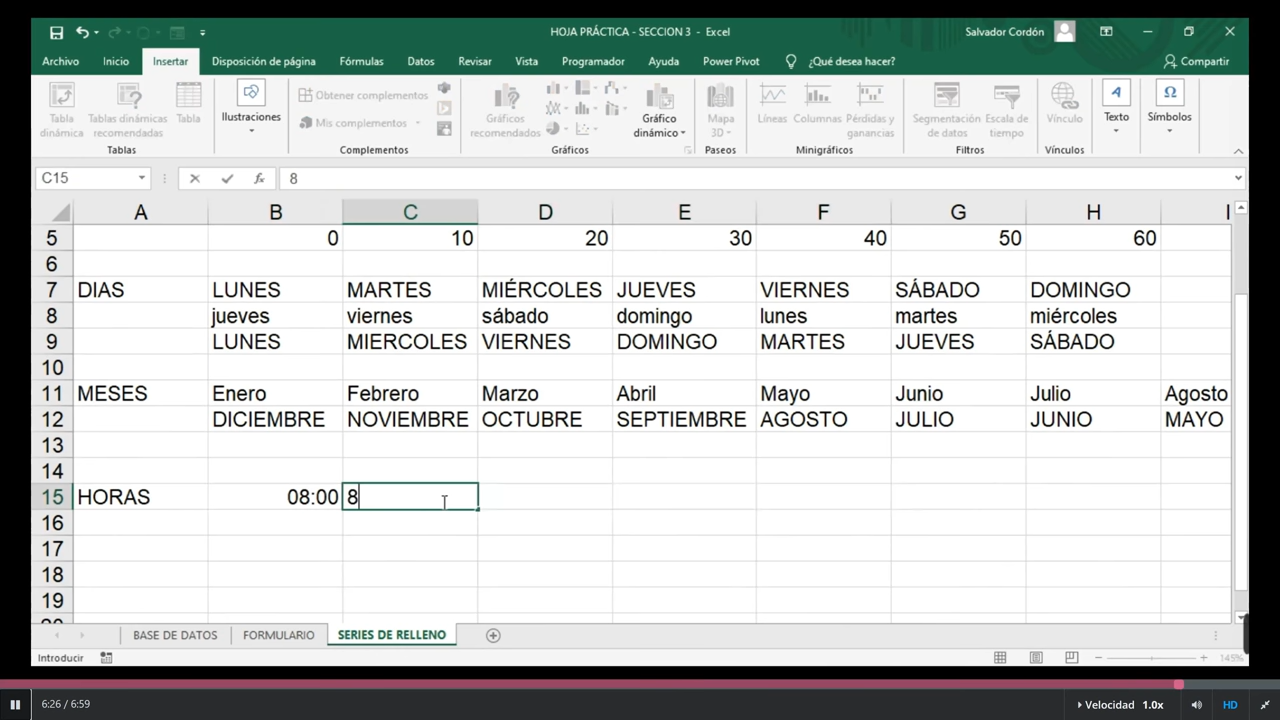 HOJA PRÁCTICA - SECCION 3 - Excel
Salvador Cordón
Archivo Inicio Insertar Disposición de página Fórmulas Datos Revisar Vista Programador Ayuda Power Pivot ¿Qué desea hacer? Compartir
Tabla dinámica
Tablas dinámicas recomendadas
Tabla
Tablas
Ilustraciones
Obtener complementos
Mis complementos
Complementos
Gráficos recomendados
Gráfico dinámico
Gráficos
Mapa 3D
Paseos
Líneas
Columnas
Pérdidas y ganancias
Minigráficos
Segmentación de datos
Escala de tiempo
Filtros
Vínculo
Vínculos
Texto
Símbolos
C15 fx 8
A B C D E F G H I
5 0 10 20 30 40 50 60
6
7 DIAS LUNES MARTES MIÉRCOLES JUEVES VIERNES SÁBADO DOMINGO
8 jueves viernes sábado domingo lunes martes miércoles
9 LUNES MIERCOLES VIERNES DOMINGO MARTES JUEVES SÁBADO
10
11 MESES Enero Febrero Marzo Abril Mayo Junio Julio Agosto
12 DICIEMBRE NOVIEMBRE OCTUBRE SEPTIEMBRE AGOSTO JULIO JUNIO MAYO
13
14
15 HORAS 08:00 8
16
17
18
19
BASE DE DATOS FORMULARIO SERIES DE RELLENO
Introducir 145%
6:26 / 6:59 Velocidad 1.0x HD